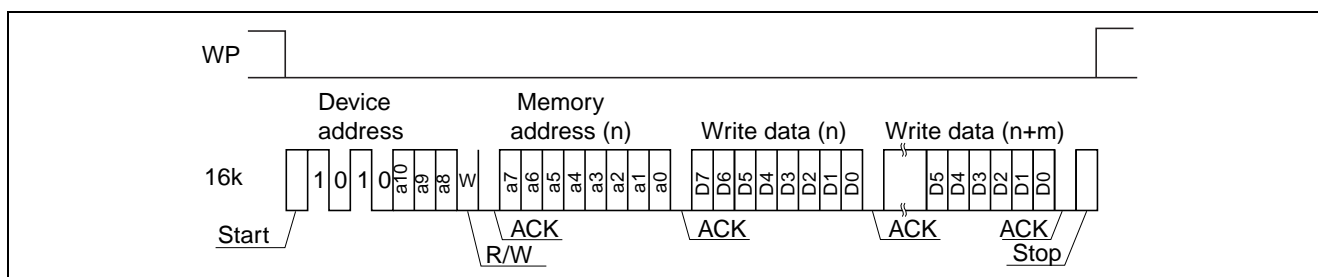 WP
Device address
Memory address (n)
Write data (n)
Write data (n+m)
16k
1 0 1 0 a10 a9 a8 W a7 a6 a5 a4 a3 a2 a1 a0 D7 D6 D5 D4 D3 D2 D1 D0 D5 D4 D3 D2 D1 D0
Start
ACK
ACK
ACK
ACK
R/W
Stop